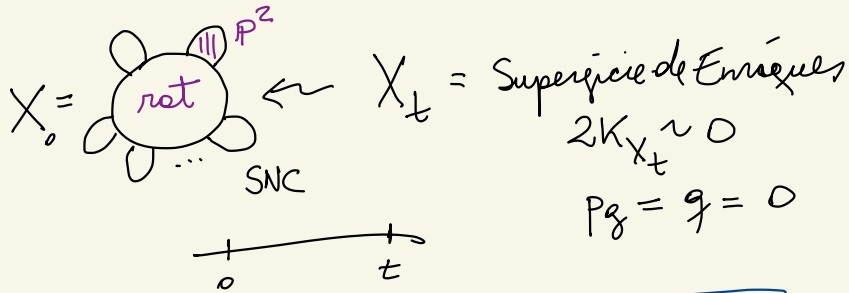 P²
X₀ = rat ← X_t = Superficie de Enriques
2K_{X_t} ~ 0
... SNC
p_g = q = 0
0 t